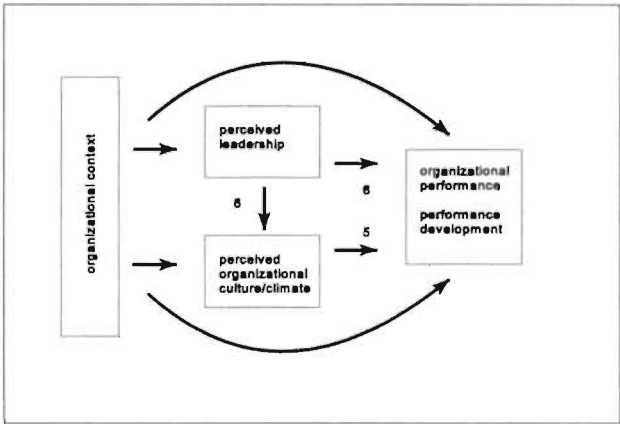 organizational context
perceived
leadership
6
6
organizational
performance
performance
development
5
perceived
organizational
culture/climate